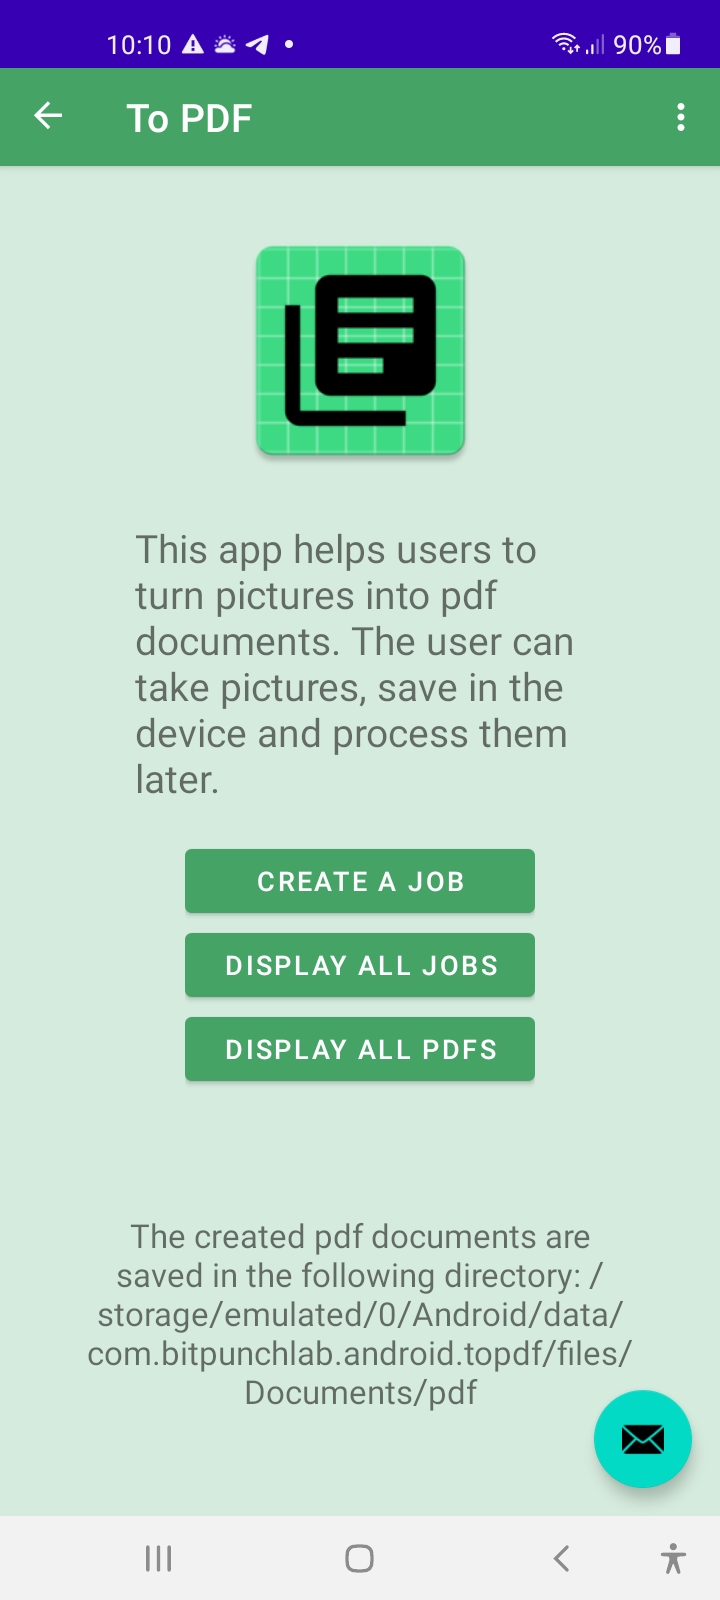 10:10 90%
To PDF
This app helps users to
turn pictures into pdf
documents. The user can
take pictures, save in the
device and process them
later.
CREATE A JOB
DISPLAY ALL JOBS
DISPLAY ALL PDFS
The created pdf documents are
saved in the following directory: /
storage/emulated/0/Android/data/
com.bitpunchlab.android.topdf/files/
Documents/pdf